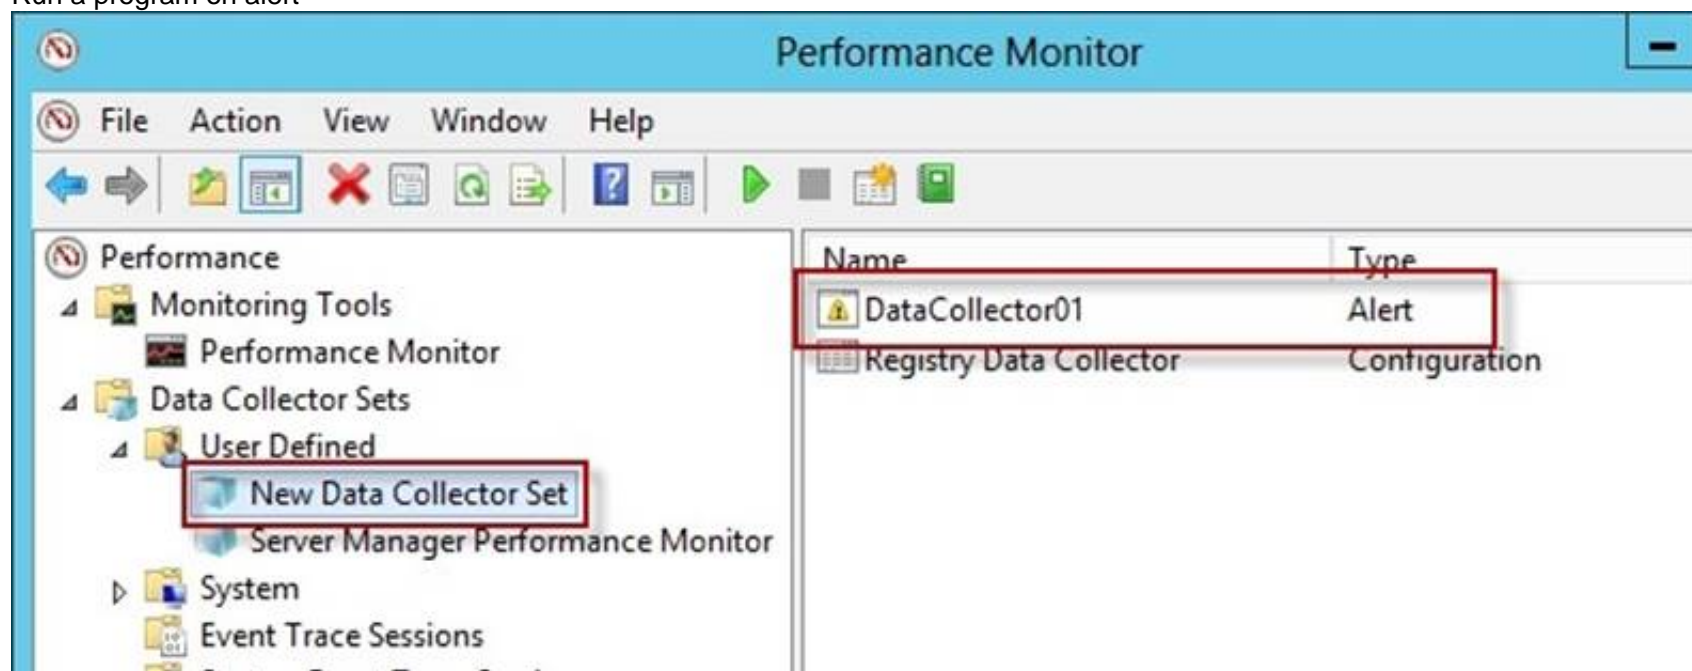 Run a program on alert
Performance Monitor
File Action View Window Help
Performance
Monitoring Tools
Performance Monitor
Data Collector Sets
User Defined
New Data Collector Set
Server Manager Performance Monitor
System
Event Trace Sessions
Name Type
DataCollector01 Alert
Registry Data Collector Configuration